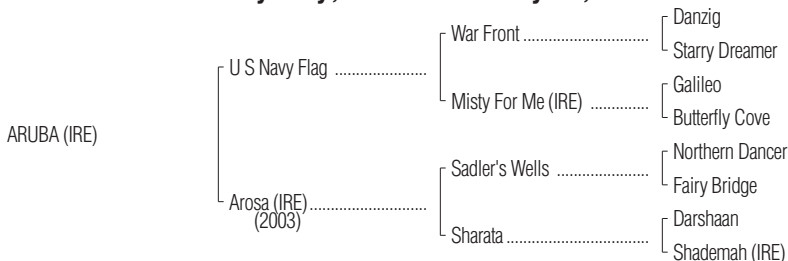 Danzig
War Front ....................................
Starry Dreamer
U S Navy Flag ......................
Galileo
Misty For Me (IRE) ..............
Butterfly Cove
ARUBA (IRE)
Northern Dancer
Sadler's Wells ......................
Fairy Bridge
Arosa (IRE)............................
(2003)
Darshaan
Sharata ..................................
Shademah (IRE)